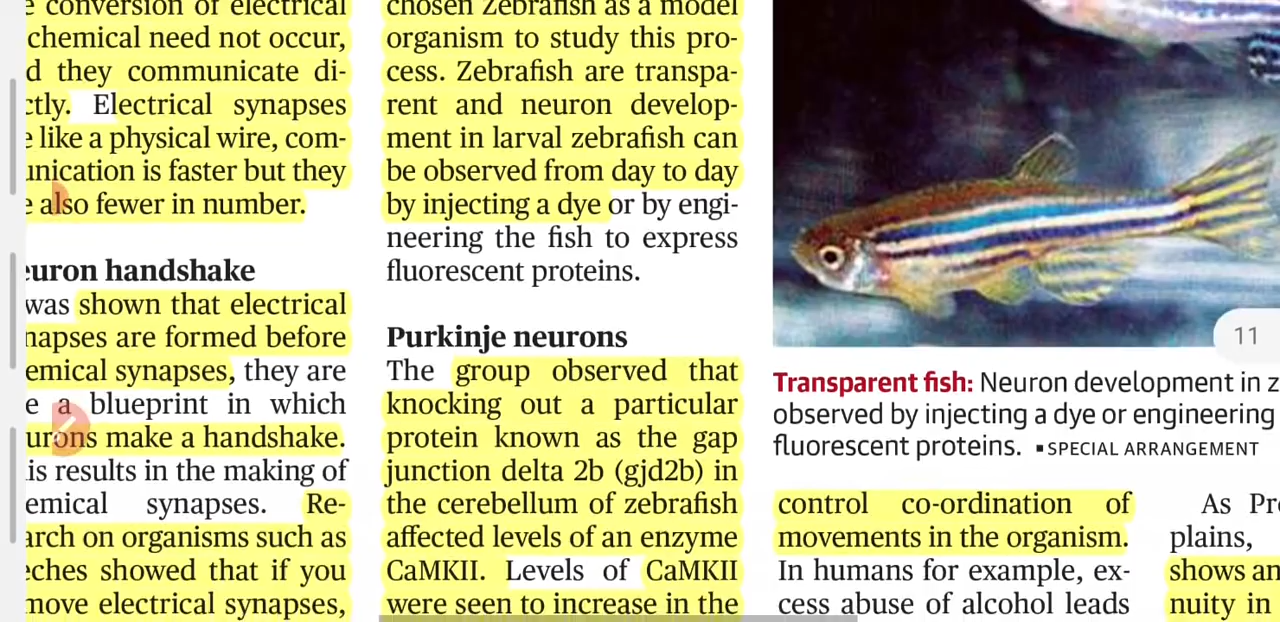 e conversion of electrical
chemical need not occur,
d they communicate di-
ctly. Electrical synapses
e like a physical wire, com-
unication is faster but they
e also fewer in number.
euron handshake
was shown that electrical
napses are formed before
emical synapses, they are
e a blueprint in which
urons make a handshake.
is results in the making of
emical synapses. Re-
arch on organisms such as
eches showed that if you
move electrical synapses,
chosen Zebrafish as a model
organism to study this pro-
cess. Zebrafish are transpa-
rent and neuron develop-
ment in larval zebrafish can
be observed from day to day
by injecting a dye or by engi-
neering the fish to express
fluorescent proteins.
Purkinje neurons
The group observed that
knocking out a particular
protein known as the gap
junction delta 2b (gjd2b) in
the cerebellum of zebrafish
affected levels of an enzyme
CaMKII. Levels of CaMKII
were seen to increase in the
11
Transparent fish: Neuron development in z
observed by injecting a dye or engineering
fluorescent proteins. ▪ SPECIAL ARRANGEMENT
control co-ordination of
movements in the organism.
In humans for example, ex-
cess abuse of alcohol leads
As Pro
plains,
shows an
nuity in